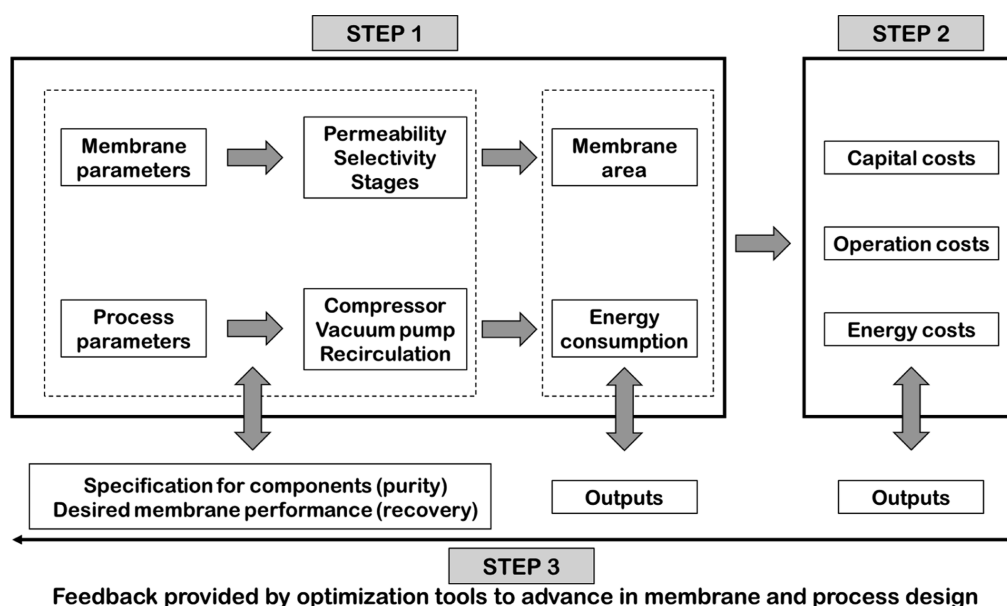 STEP 1
STEP 2
Membrane
parameters
Permeability
Selectivity
Stages
Membrane
area
Process
parameters
Compressor
Vacuum pump
Recirculation
Energy
consumption
Capital costs
Operation costs
Energy costs
Specification for components (purity)
Desired membrane performance (recovery)
Outputs
Outputs
STEP 3
Feedback provided by optimization tools to advance in membrane and process design